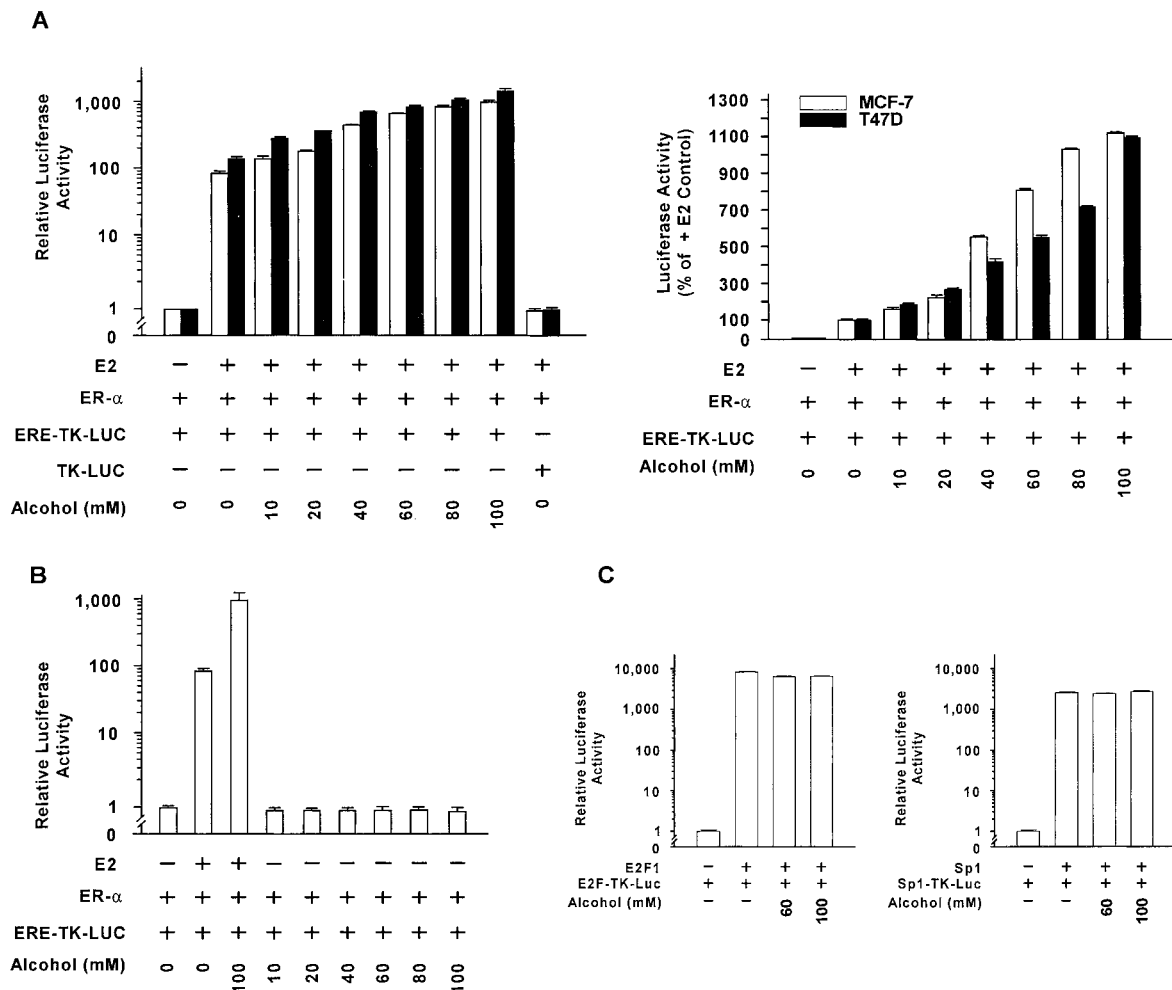 A
Relative Luciferase
Activity
1,000
100
10
1
0
E2 − + + + + + + + +
ER-α + + + + + + + + +
ERE-TK-LUC + + + + + + + + −
TK-LUC − − − − − − − − +
Alcohol (mM) 0 0 10 20 40 60 80 100 0
Luciferase Activity
(% of + E2 Control)
MCF-7
T47D
1300
1100
900
700
500
300
100
0
E2 − + + + + + + +
ER-α + + + + + + + +
ERE-TK-LUC + + + + + + + +
Alcohol (mM) 0 0 10 20 40 60 80 100
B
Relative Luciferase
Activity
1,000
100
10
1
0
E2 − + + − − − − − −
ER-α + + + + + + + + +
ERE-TK-LUC + + + + + + + + +
Alcohol (mM) 0 0 100 10 20 40 60 80 100
C
Relative Luciferase
Activity
10,000
1,000
100
10
1
0
E2F1 − + + +
E2F-TK-Luc + + + +
Alcohol (mM) − − 60 100
Relative Luciferase
Activity
10,000
1,000
100
10
1
0
Sp1 − + + +
Sp1-TK-Luc + + + +
Alcohol (mM) − − 60 100